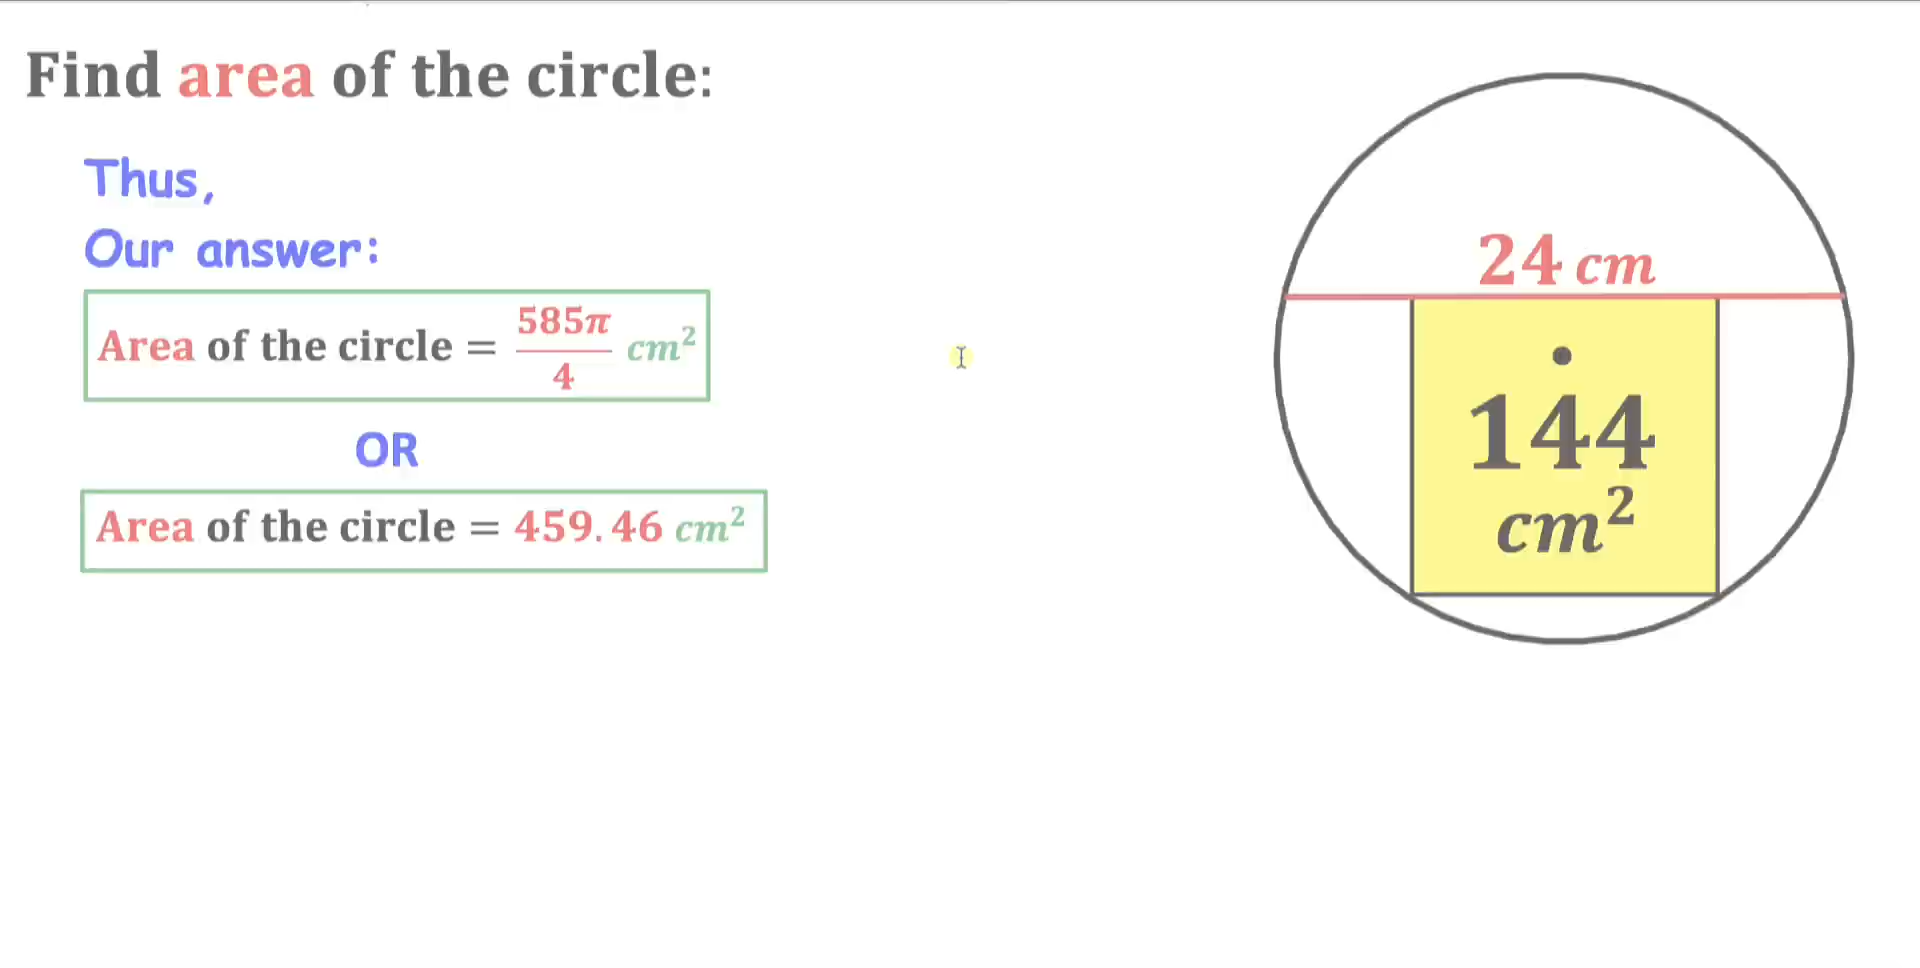 Find area of the circle:
Thus,
Our answer:
Area of the circle = 585π/4 cm²
OR
Area of the circle = 459.46 cm²
24 cm
144
cm²